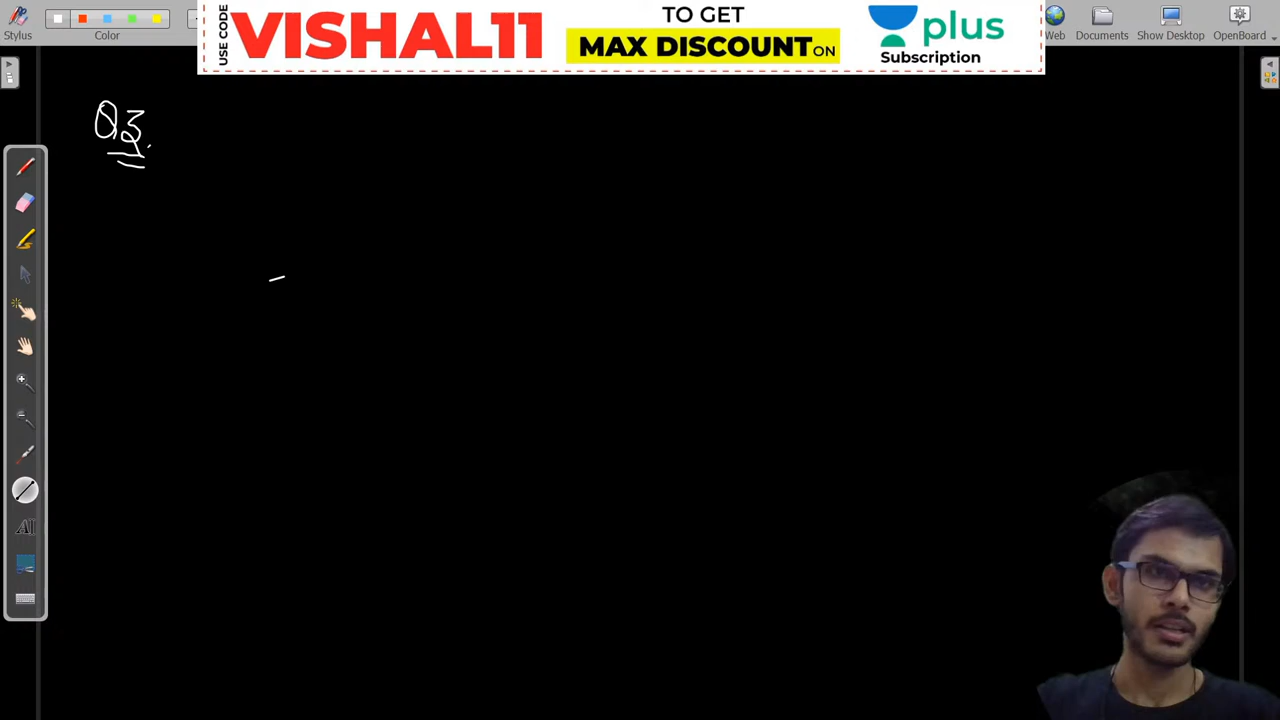 Stylus
Color
USE CODE
VISHAL11
TO GET
MAX DISCOUNT ON
plus
Subscription
Web
Documents
Show Desktop
OpenBoard
Q3.